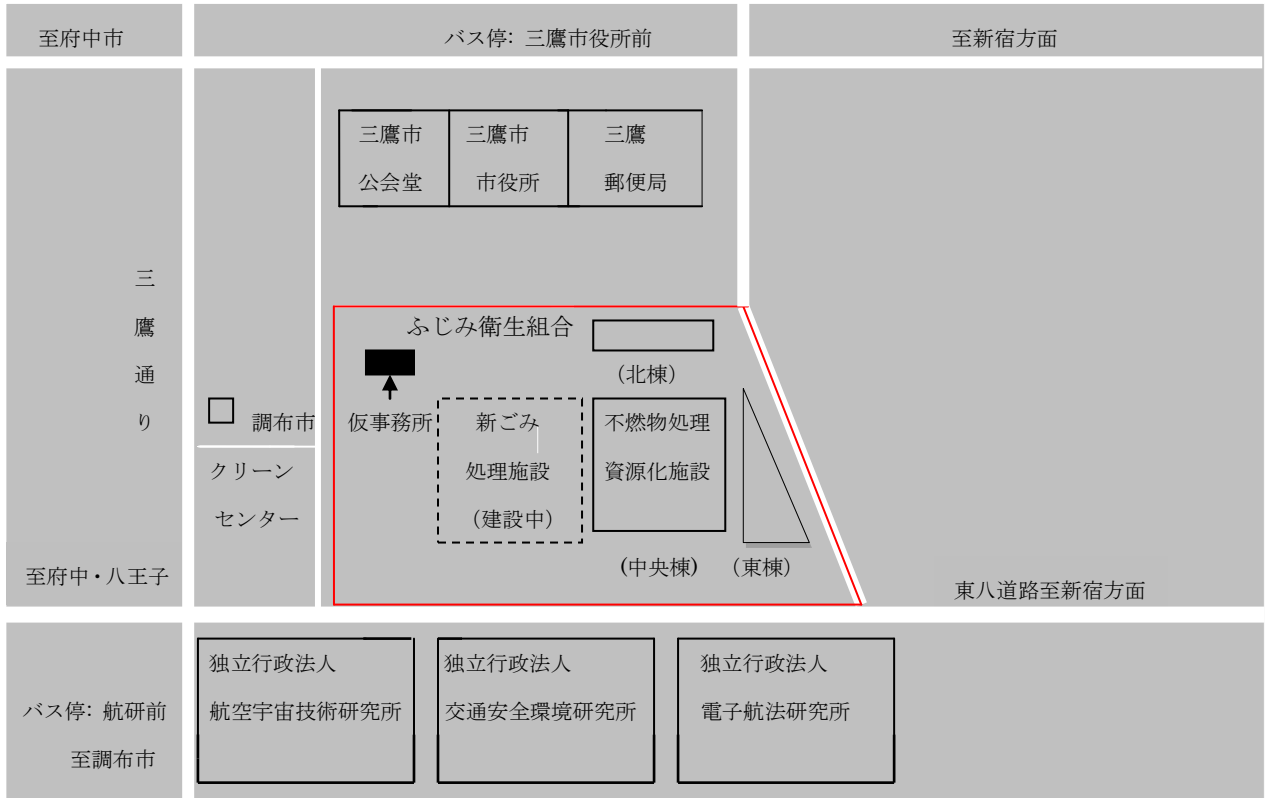 至府中市
バス停: 三鷹市役所前
至新宿方面
三鷹市
公会堂
三鷹市
市役所
三鷹
郵便局
三
鷹
通
り
ふじみ衛生組合
(北棟)
調布市
クリーン
センター
仮事務所
新ごみ
処理施設
(建設中)
不燃物処理
資源化施設
(中央棟)
(東棟)
至府中・八王子
東八道路至新宿方面
バス停: 航研前
至調布市
独立行政法人
航空宇宙技術研究所
独立行政法人
交通安全環境研究所
独立行政法人
電子航法研究所